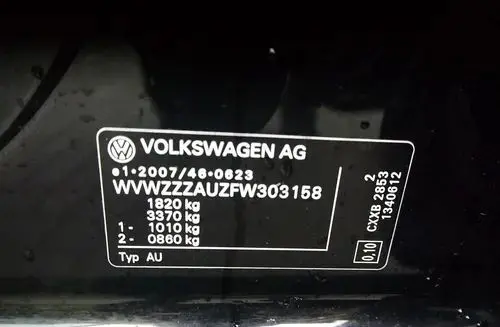 VOLKSWAGEN AG
e1*2007/46*0623
WVWZZZAUZFW303158
1820 kg
3370 kg
1- 1010 kg
2- 0860 kg
Typ AU
0,10
CXXB 2853
2
1340612